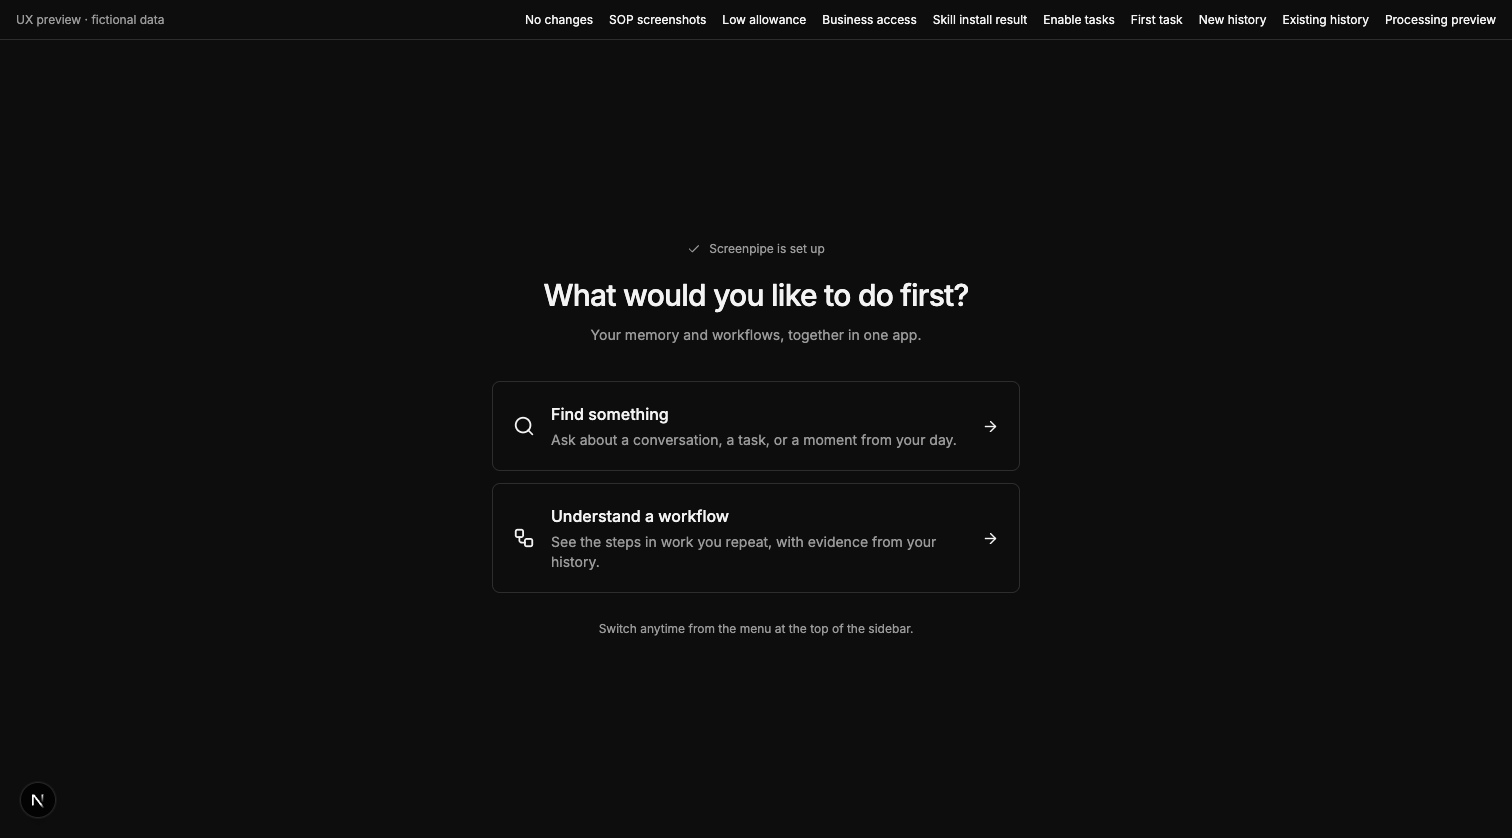 UX preview · fictional data
No changes SOP screenshots Low allowance Business access Skill install result Enable tasks First task New history Existing history Processing preview
Screenpipe is set up
What would you like to do first?
Your memory and workflows, together in one app.
Find something
Ask about a conversation, a task, or a moment from your day.
Understand a workflow
See the steps in work you repeat, with evidence from your
history.
Switch anytime from the menu at the top of the sidebar.
N